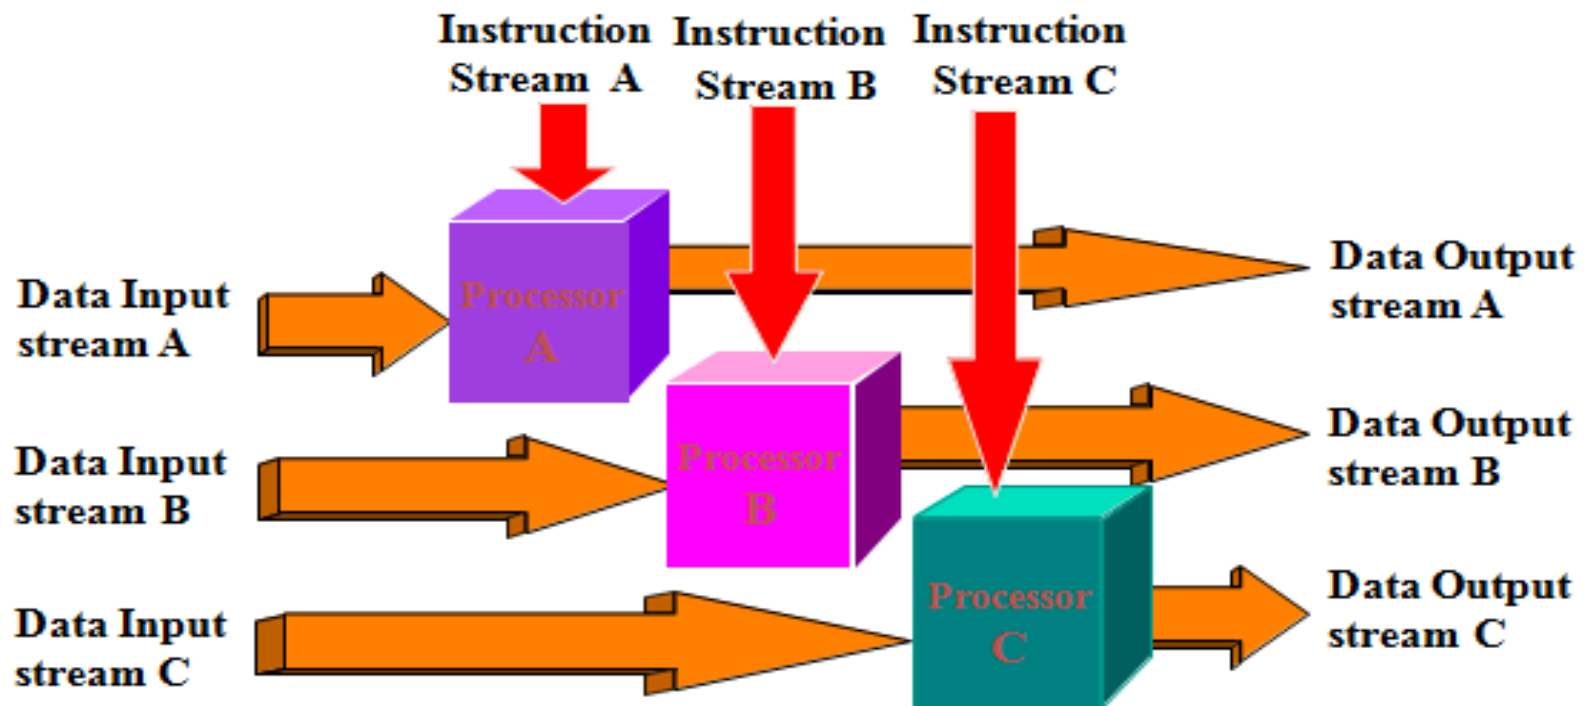 Instruction
Stream A
Instruction
Stream B
Instruction
Stream C
Data Input
stream A
Processor
A
Data Output
stream A
Data Input
stream B
Processor
B
Data Output
stream B
Data Input
stream C
Processor
C
Data Output
stream C